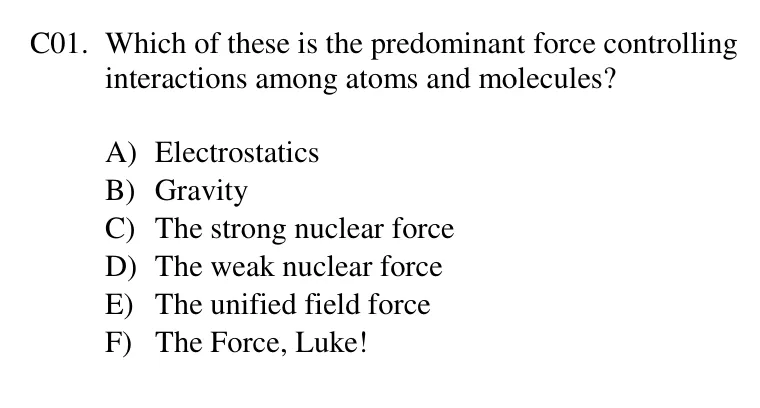 C01. Which of these is the predominant force controlling
interactions among atoms and molecules?
A) Electrostatics
B) Gravity
C) The strong nuclear force
D) The weak nuclear force
E) The unified field force
F) The Force, Luke!